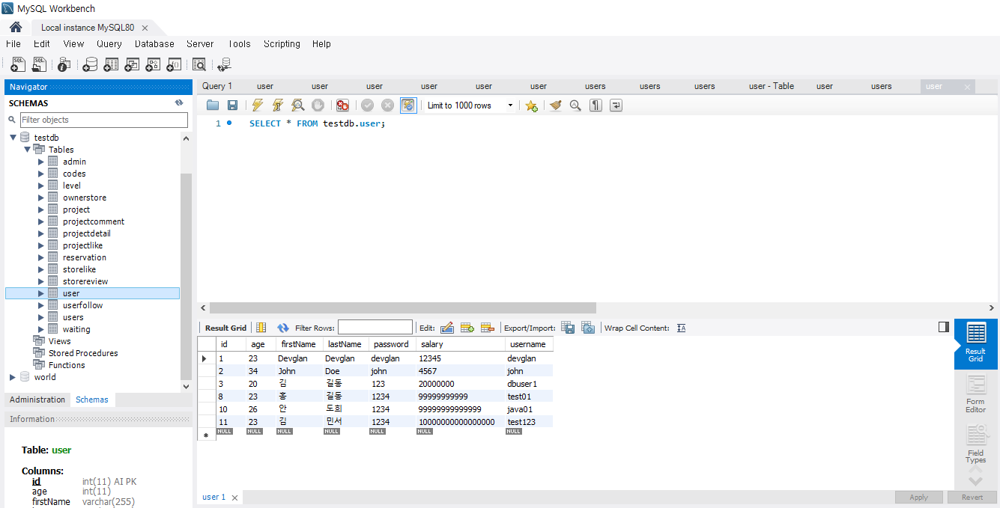 MySQL Workbench
Local instance MySQL80
File Edit View Query Database Server Tools Scripting Help
Navigator
SCHEMAS
Filter objects
testdb
Tables
admin
codes
level
ownerstore
project
projectcomment
projectdetail
projectlike
reservation
storelike
storereview
user
userfollow
users
waiting
Views
Stored Procedures
Functions
world
Administration Schemas
Information
Table: user
Columns:
id int(11) AI PK
age int(11)
firstName varchar(255)
Query 1 user user user user user user users users users user - Table user users user
Limit to 1000 rows
1 SELECT * FROM testdb.user;
Result Grid Filter Rows: Edit: Export/Import: Wrap Cell Content:
id age firstName lastName password salary username
1 23 Devglan Devglan devglan 12345 devglan
2 34 John Doe john 4567 john
3 20 김 길동 123 20000000 dbuser1
8 23 홍 길동 1234 99999999999 test01
10 26 안 도희 1234 99999999999999 java01
11 23 김 민서 1234 10000000000000000 test123
NULL NULL NULL NULL NULL NULL NULL
Result
Grid
Form
Editor
Field
Types
user 1
Apply Revert